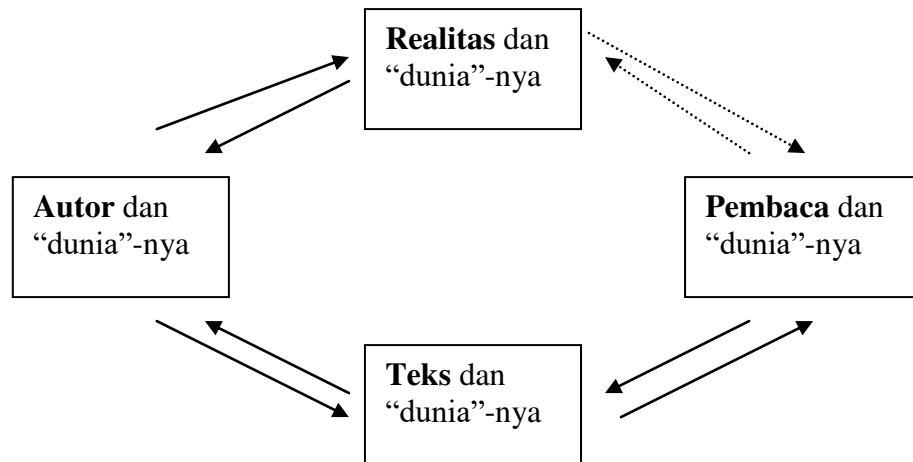 Realitas dan
“dunia”-nya
Autor dan
“dunia”-nya
Pembaca dan
“dunia”-nya
Teks dan
“dunia”-nya